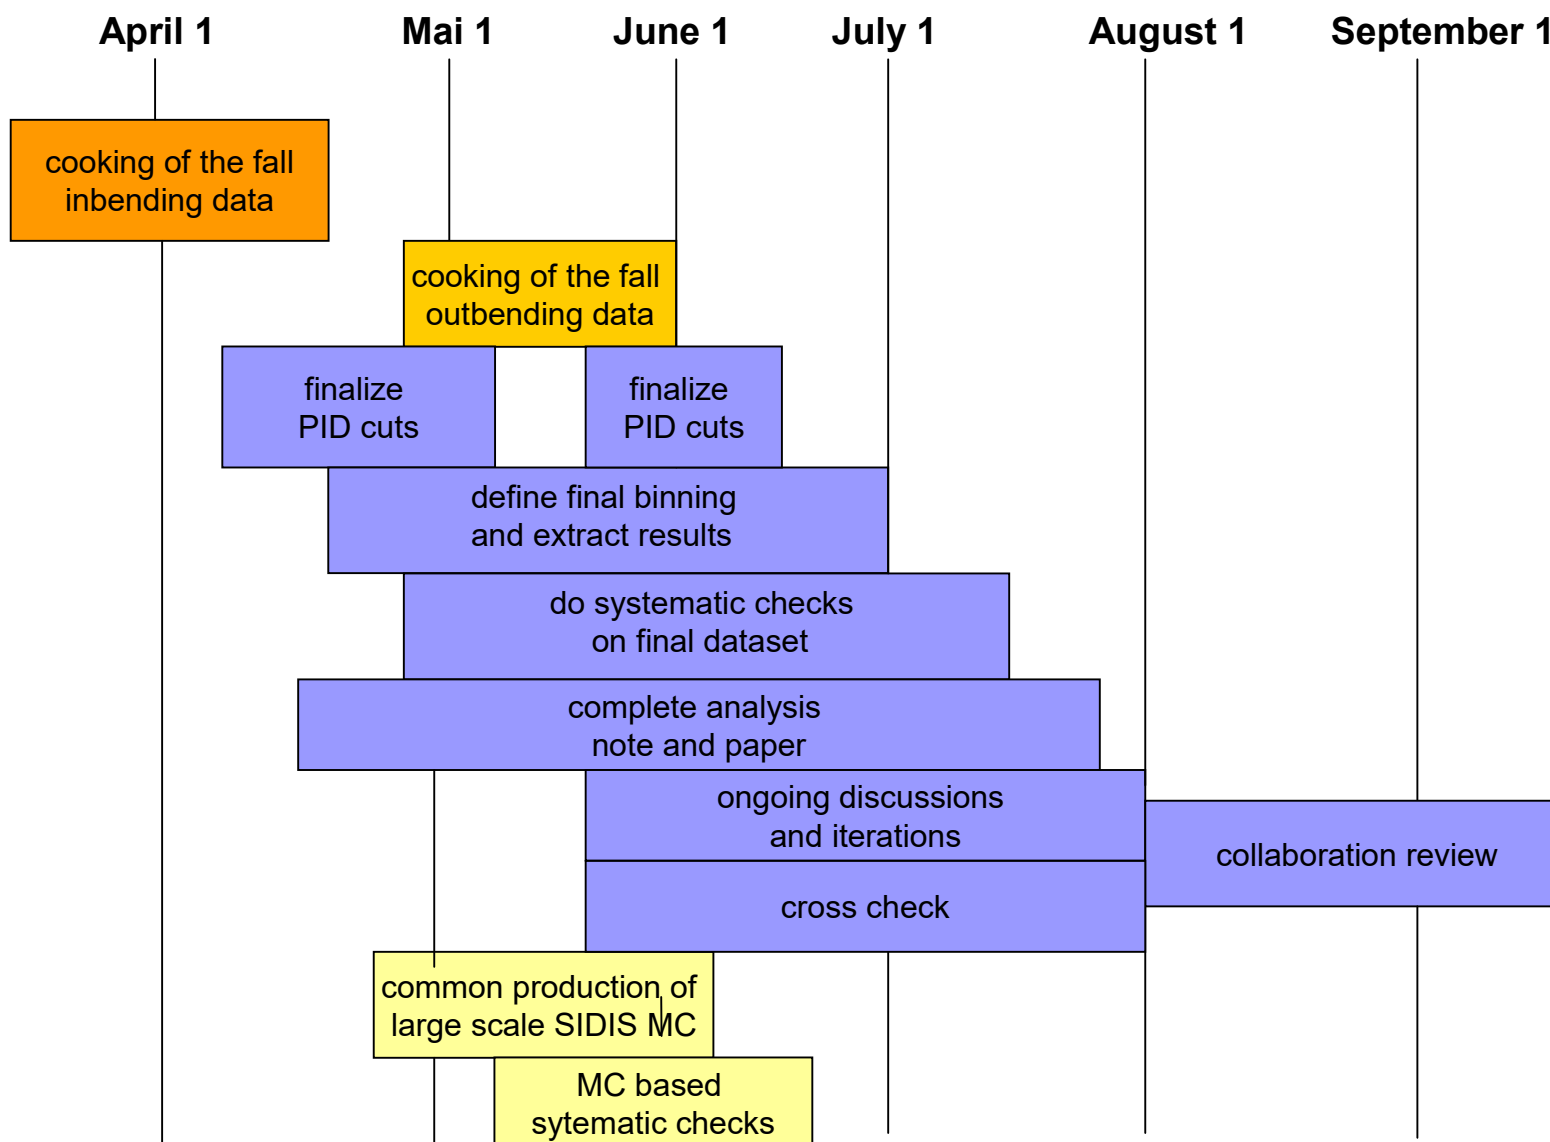 April 1 Mai 1 June 1 July 1 August 1 September 1
cooking of the fall
inbending data
cooking of the fall
outbending data
finalize
PID cuts
finalize
PID cuts
define final binning
and extract results
do systematic checks
on final dataset
complete analysis
note and paper
ongoing discussions
and iterations
collaboration review
cross check
common production of
large scale SIDIS MC
MC based
sytematic checks